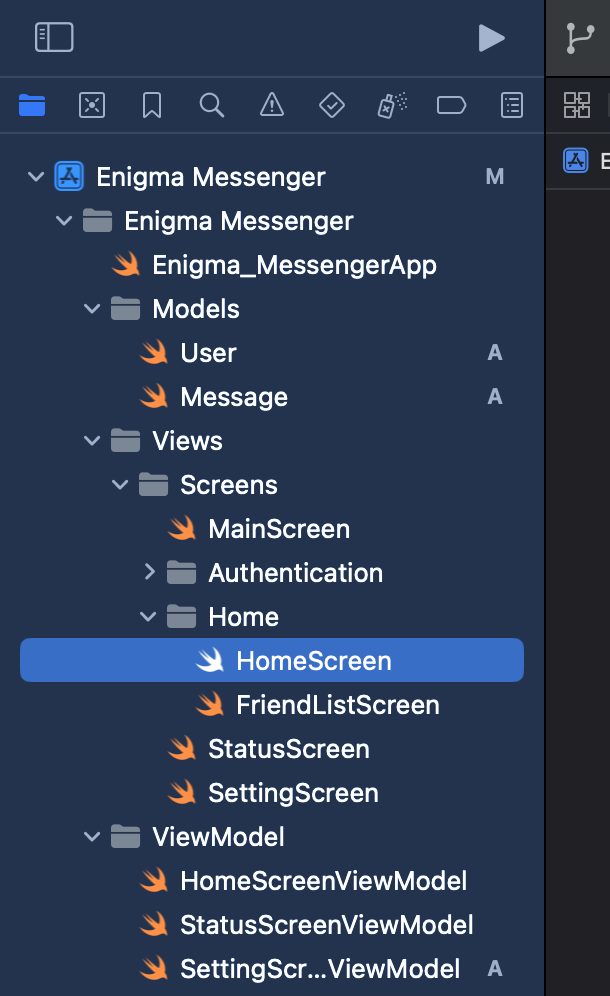 Enigma Messenger M
Enigma Messenger
Enigma_MessengerApp
Models
User A
Message A
Views
Screens
MainScreen
Authentication
Home
HomeScreen
FriendListScreen
StatusScreen
SettingScreen
ViewModel
HomeScreenViewModel
StatusScreenViewModel
SettingScr...ViewModel A